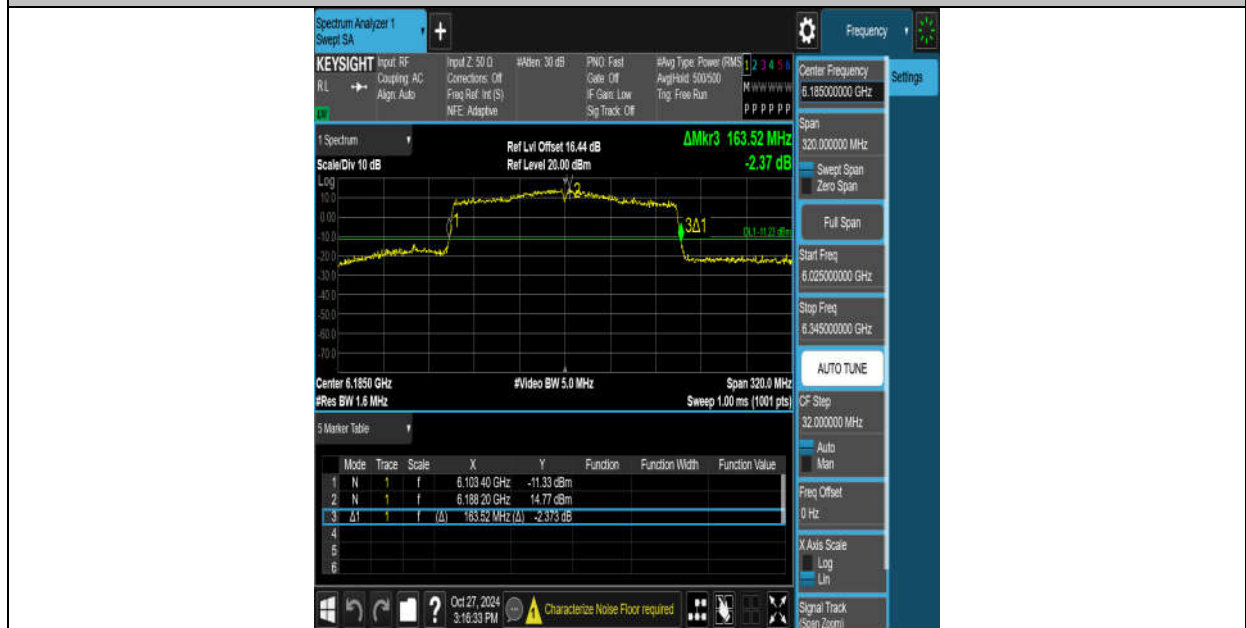 Spectrum Analyzer 1
Swept SA
+
Frequency
KEYSIGHT
RL
Input: RF
Coupling: AC
Align: Auto
Input Z: 50 Ω
Corrections: Off
Freq Ref: Int (S)
NFE: Adaptive
#Atten: 30 dB
PNO: Fast
Gate: Off
IF Gain: Low
Sig Track: Off
#Avg Type: Power (RMS
Avg|Hold: 500/500
Trig: Free Run
1 2 3 4 5 6
M W W W W W
P P P P P P
Center Frequency
6.185000000 GHz
Settings
Span
320.000000 MHz
Swept Span
Zero Span
Full Span
Start Freq
6.025000000 GHz
Stop Freq
6.345000000 GHz
AUTO TUNE
CF Step
32.000000 MHz
Auto
Man
Freq Offset
0 Hz
X Axis Scale
Log
Lin
Signal Track
(Span Zoom)
1 Spectrum
Scale/Div 10 dB
Log
Ref Lvl Offset 16.44 dB
Ref Level 20.00 dBm
ΔMkr3 163.52 MHz
-2.37 dB
10.0
0.00
-10.0
-20.0
-30.0
-40.0
-50.0
-60.0
-70.0
1
2
3Δ1
DL1 -11.23 dBm
Center 6.1850 GHz
#Res BW 1.6 MHz
#Video BW 5.0 MHz
Span 320.0 MHz
Sweep 1.00 ms (1001 pts)
5 Marker Table
Mode Trace Scale X Y Function Function Width Function Value
1 N 1 f 6.103 40 GHz -11.33 dBm
2 N 1 f 6.188 20 GHz 14.77 dBm
3 Δ1 1 f (Δ) 163.52 MHz (Δ) -2.373 dB
4
5
6
?
Oct 27, 2024
3:16:33 PM
Characterize Noise Floor required